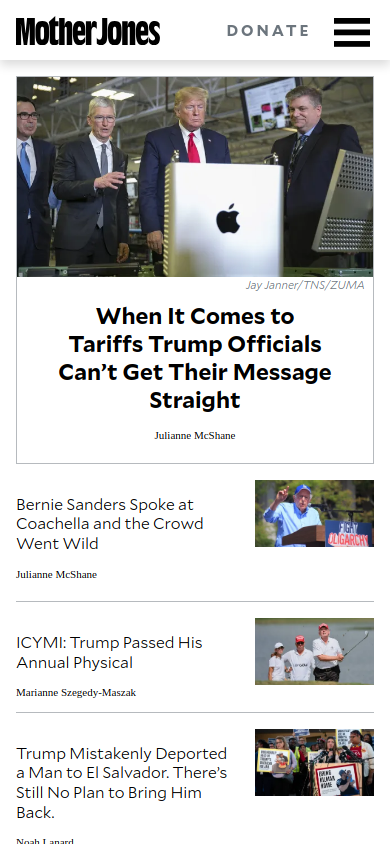 Mother Jones
DONATE
Jay Janner/TNS/ZUMA
When It Comes to
Tariffs Trump Officials
Can't Get Their Message
Straight
Julianne McShane
Bernie Sanders Spoke at
Coachella and the Crowd
Went Wild
Julianne McShane
FIGHT
OLIGARCHY
ICYMI: Trump Passed His
Annual Physical
Marianne Szegedy-Maszak
Trump Mistakenly Deported
a Man to El Salvador. There's
Still No Plan to Bring Him
Back.
Noah Lanard